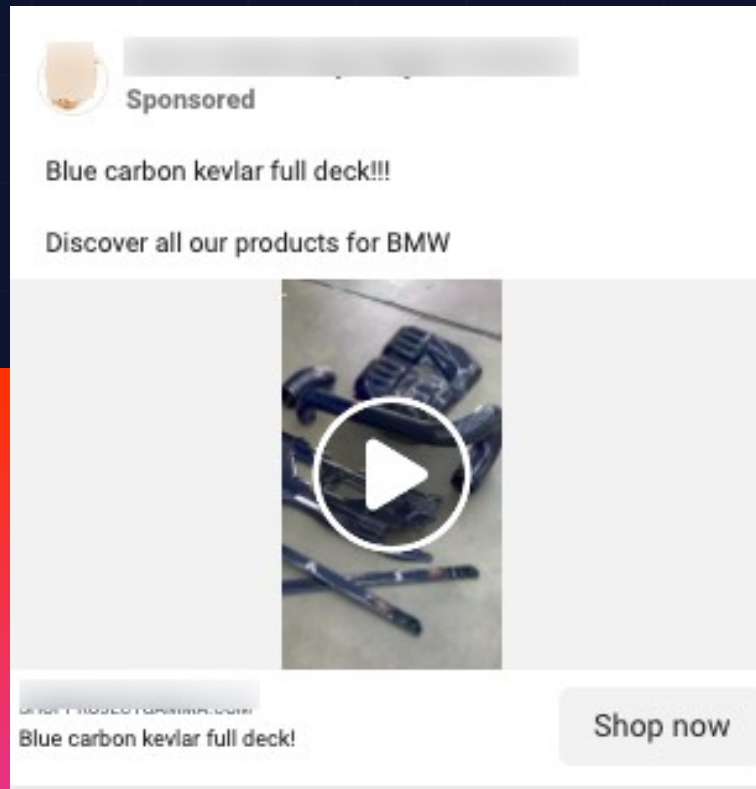 Sponsored
Blue carbon kevlar full deck!!!
Discover all our products for BMW
Blue carbon kevlar full deck!
Shop now